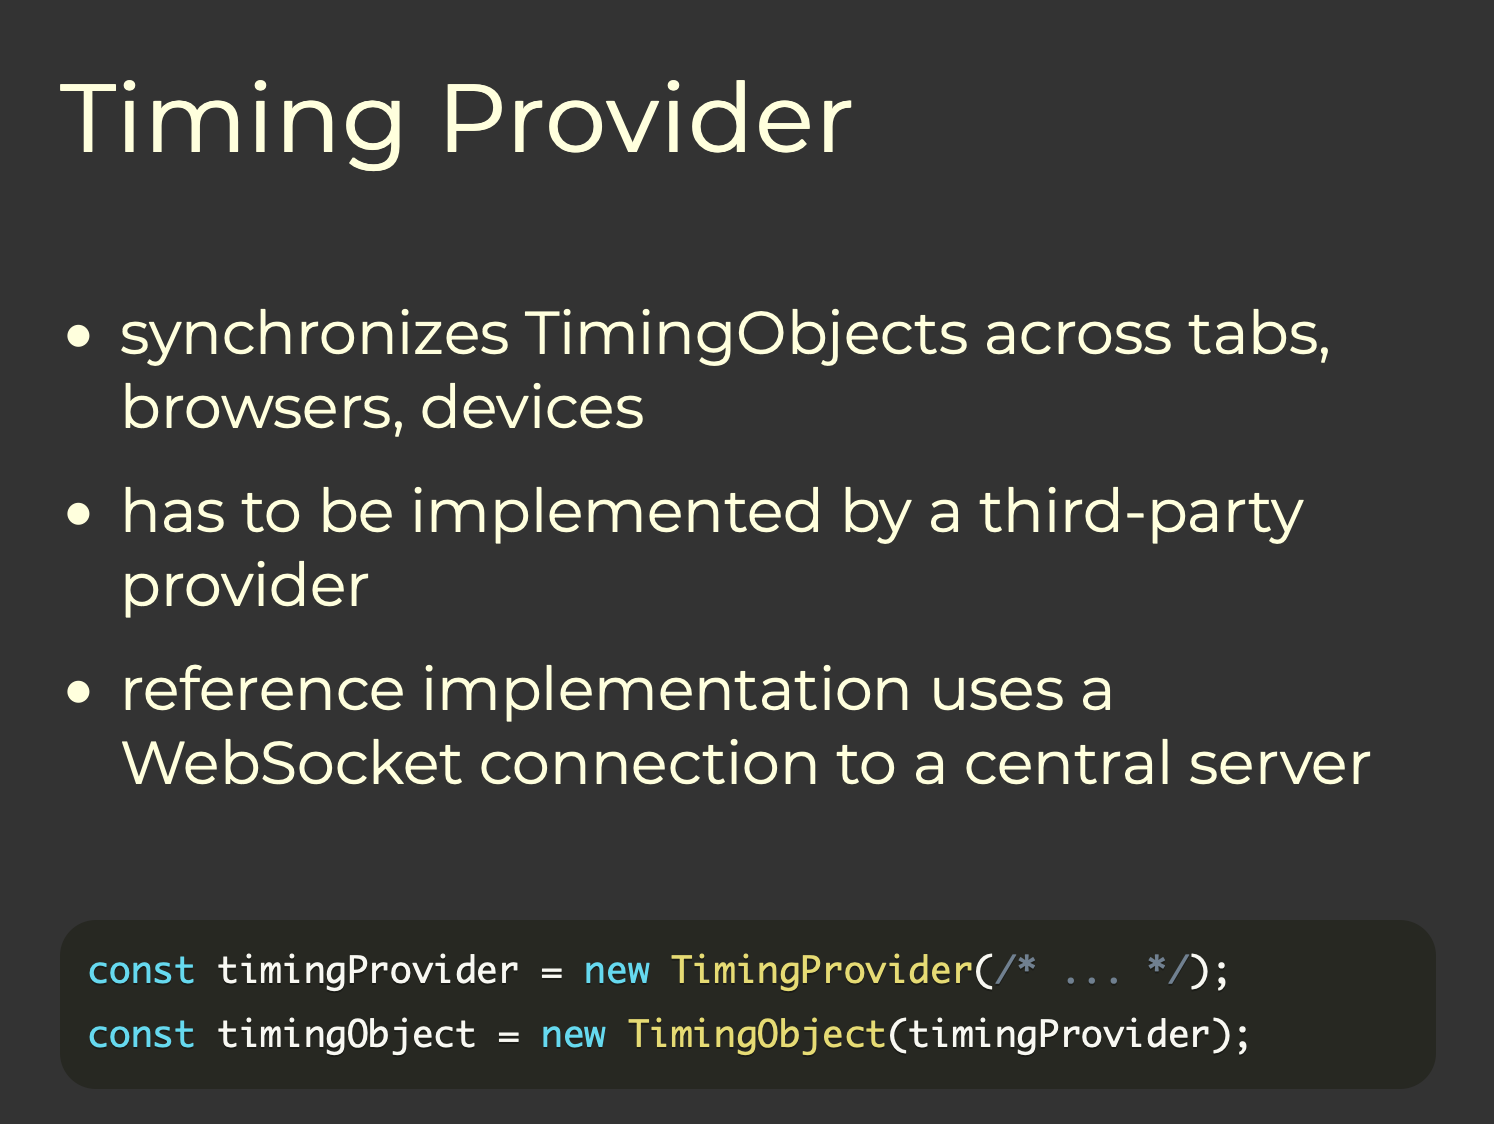 Timing Provider
• synchronizes TimingObjects across tabs,
browsers, devices
• has to be implemented by a third-party
provider
• reference implementation uses a
WebSocket connection to a central server
const timingProvider = new TimingProvider(/* ... */);
const timingObject = new TimingObject(timingProvider);